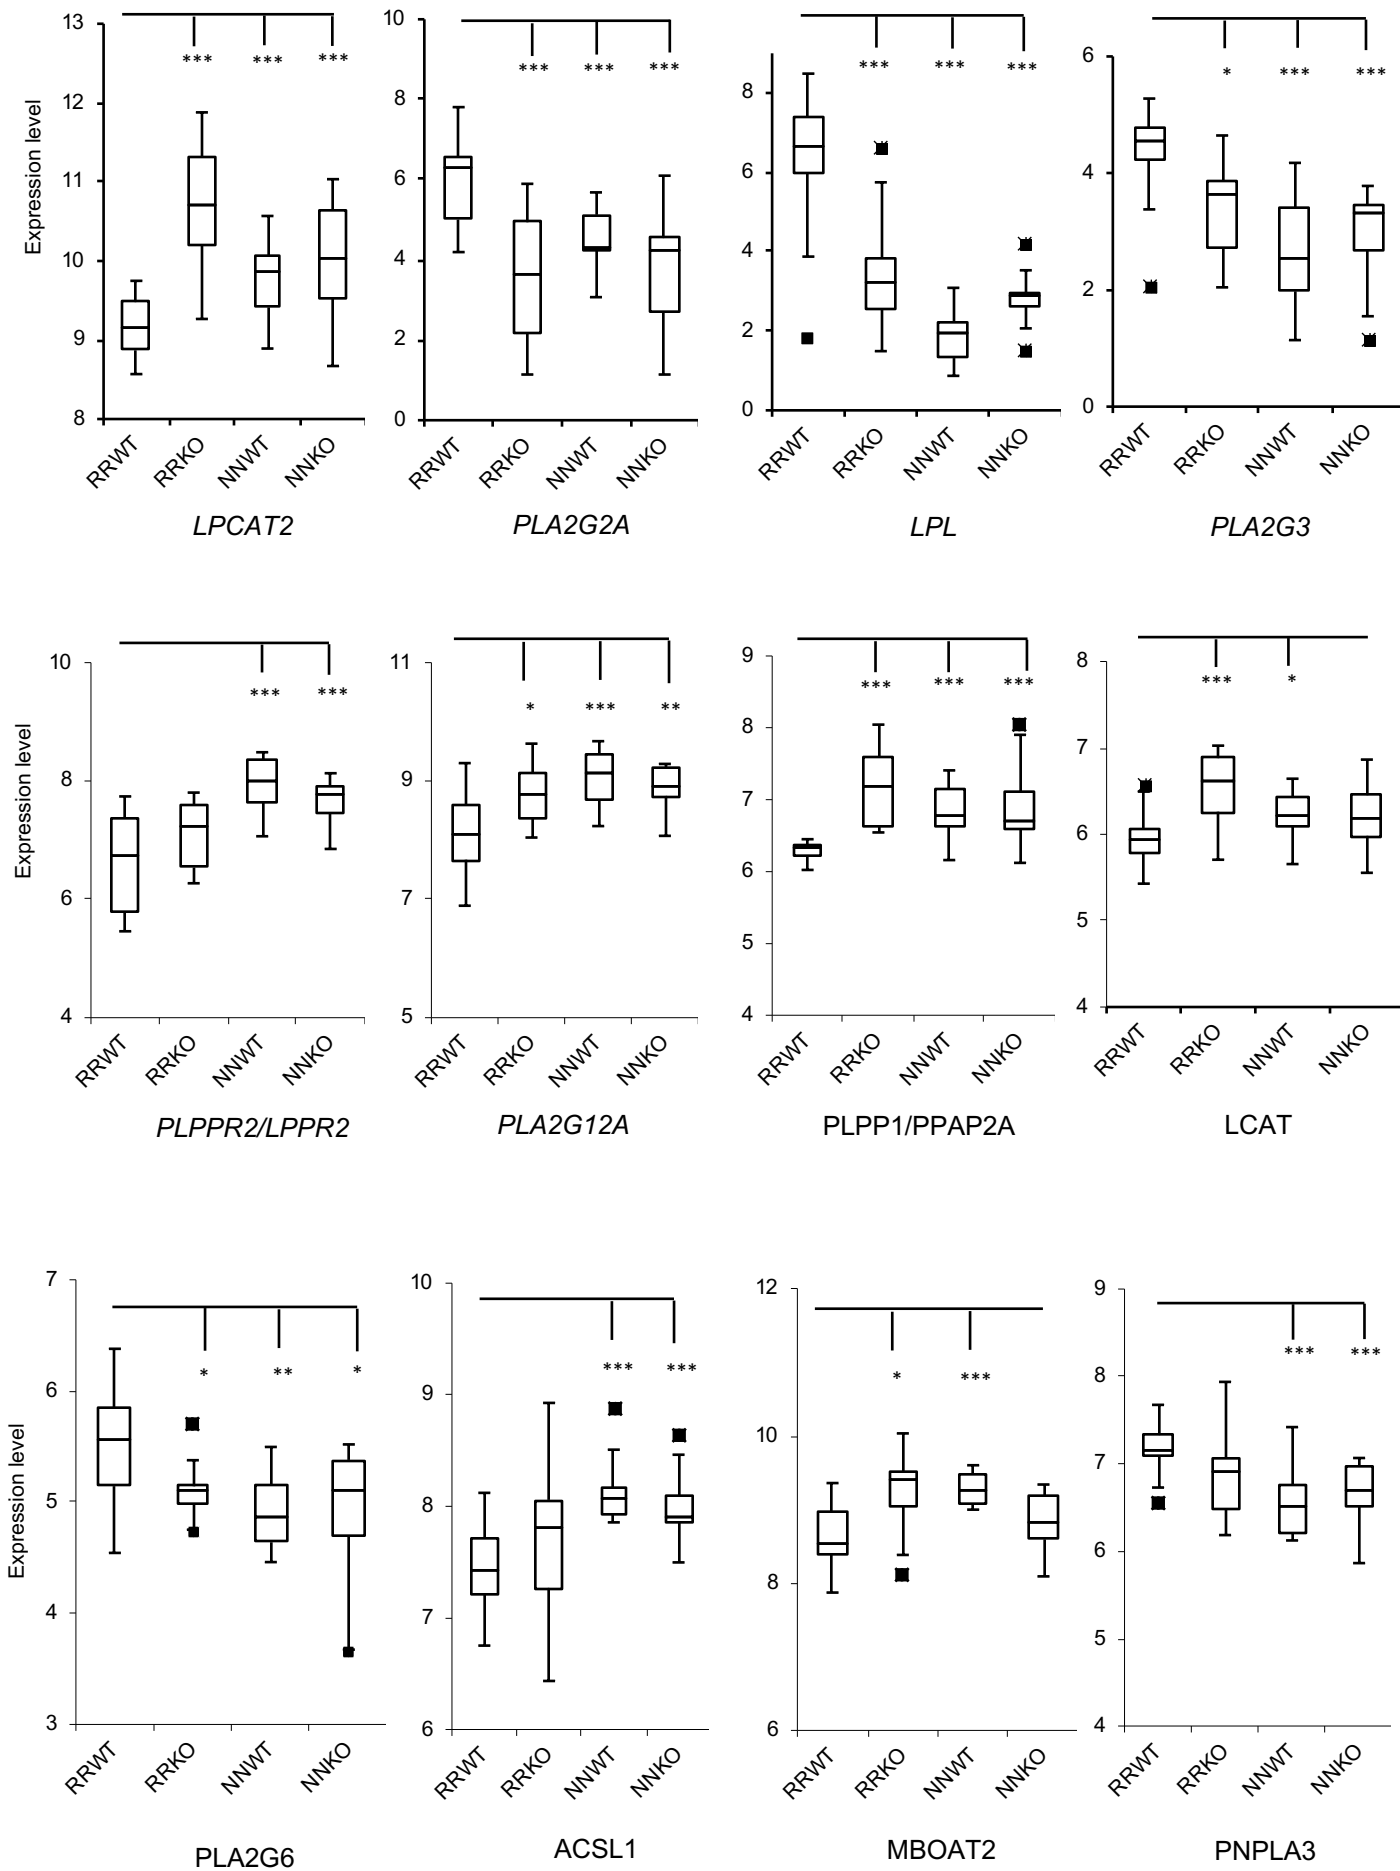 13
12
11
10
9
8
Expression level
*** *** ***
RRWT RRKO NNWT NNKO
LPCAT2
10
8
6
4
2
0
*** *** ***
RRWT RRKO NNWT NNKO
PLA2G2A
8
6
4
2
0
*** *** ***
RRWT RRKO NNWT NNKO
LPL
6
4
2
0
* *** ***
RRWT RRKO NNWT NNKO
PLA2G3
10
8
6
4
Expression level
*** ***
RRWT RRKO NNWT NNKO
PLPPR2/LPPR2
11
9
7
5
* *** **
RRWT RRKO NNWT NNKO
PLA2G12A
9
8
7
6
5
4
*** *** ***
RRWT RRKO NNWT NNKO
PLPP1/PPAP2A
8
7
6
5
4
*** *
RRWT RRKO NNWT NNKO
LCAT
7
6
5
4
3
Expression level
* ** *
RRWT RRKO NNWT NNKO
PLA2G6
10
9
8
7
6
*** ***
RRWT RRKO NNWT NNKO
ACSL1
12
10
8
6
* ***
RRWT RRKO NNWT NNKO
MBOAT2
9
8
7
6
5
4
*** ***
RRWT RRKO NNWT NNKO
PNPLA3